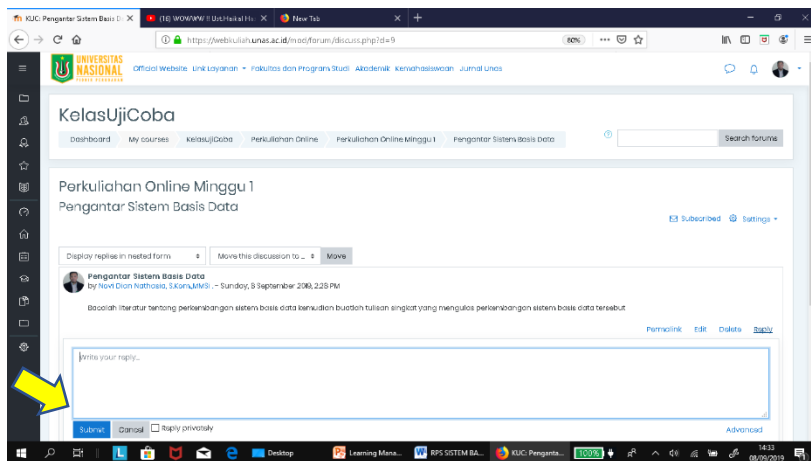 KUC: Pengantar Sistem Basis D
(16) WOWWW !! Ust.Haikal H
New Tab
https://webkuliah.unas.ac.id/mod/forum/discuss.php?d=9
80%
UNIVERSITAS
NASIONAL
Official Website Link Layanan Fakultas dan Program Studi Akademik Kemahasiswaan Jurnal Unas
KelasUjiCoba
Dashboard My courses KelasUjiCoba Perkuliahan Online Perkuliahan Online Minggu 1 Pengantar Sistem Basis Data
Search forums
Perkuliahan Online Minggu 1
Pengantar Sistem Basis Data
Subscribed Settings
Display replies in nested form Move this discussion to ... Move
Pengantar Sistem Basis Data
by Novi Dian Nathasia, S.Kom.,MMSi . - Sunday, 8 September 2019, 2:23 PM
Bacalah literatur tentang perkembangan sistem basis data kemudian buatlah tulisan singkat yang mengulas perkembangan sistem basis data tersebut
Permalink Edit Delete Reply
Write your reply...
Submit Cancel Reply privately
Advanced
Desktop Learning Mana... RPS SISTEM BA... KUC: Penganta... 100%
14:33
08/09/2019